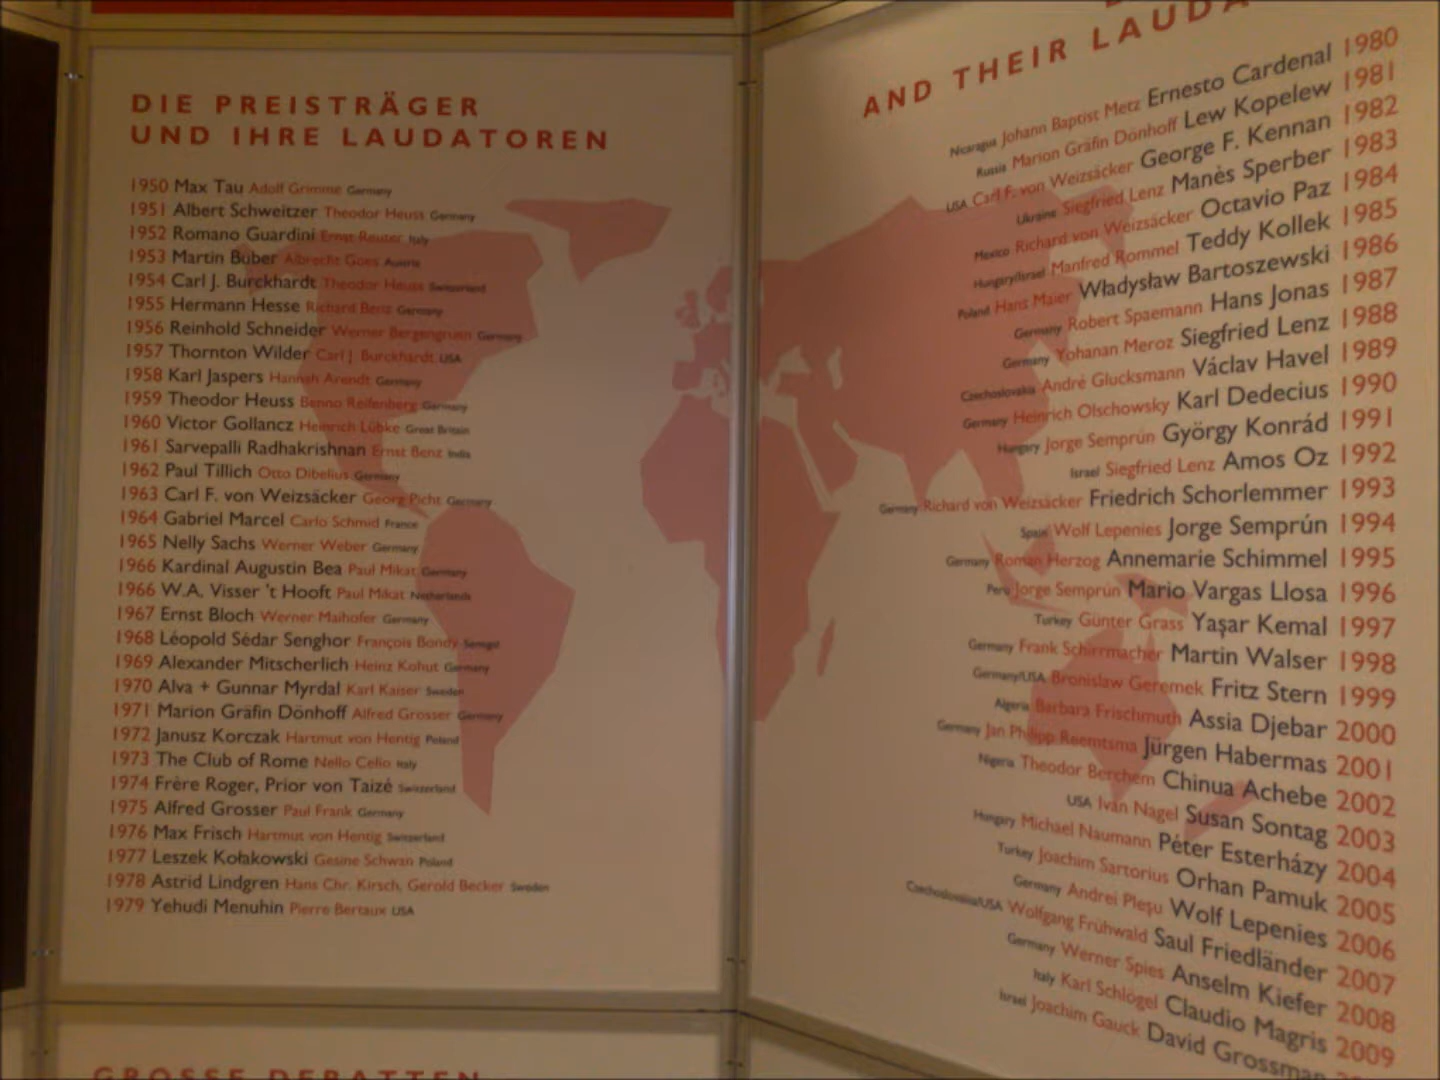 DIE PREISTRÄGER
UND IHRE LAUDATOREN
1950 Max Tau Adolf Grimme Germany
1951 Albert Schweitzer Theodor Heuss Germany
1952 Romano Guardini Ernst Reuter Italy
1953 Martin Buber Albrecht Goes Austria
1954 Carl J. Burckhardt Theodor Heuss Switzerland
1955 Hermann Hesse Richard Benz Germany
1956 Reinhold Schneider Werner Bergengruen Germany
1957 Thornton Wilder Carl J. Burckhardt USA
1958 Karl Jaspers Hannah Arendt Germany
1959 Theodor Heuss Benno Reifenberg Germany
1960 Victor Gollancz Heinrich Lübke Great Britain
1961 Sarvepalli Radhakrishnan Ernst Benz India
1962 Paul Tillich Otto Dibelius Germany
1963 Carl F. von Weizsäcker Georg Picht Germany
1964 Gabriel Marcel Carlo Schmid France
1965 Nelly Sachs Werner Weber Germany
1966 Kardinal Augustin Bea Paul Mikat Germany
1966 W.A. Visser 't Hooft Paul Mikat Netherlands
1967 Ernst Bloch Werner Maihofer Germany
1968 Léopold Sédar Senghor François Bondy Senegal
1969 Alexander Mitscherlich Heinz Kohut Germany
1970 Alva + Gunnar Myrdal Karl Kaiser Sweden
1971 Marion Gräfin Dönhoff Alfred Grosser Germany
1972 Janusz Korczak Hartmut von Hentig Poland
1973 The Club of Rome Nello Celio Italy
1974 Frère Roger, Prior von Taizé Switzerland
1975 Alfred Grosser Paul Frank Germany
1976 Max Frisch Hartmut von Hentig Switzerland
1977 Leszek Kołakowski Gesine Schwan Poland
1978 Astrid Lindgren Hans Chr. Kirsch, Gerold Becker Sweden
1979 Yehudi Menuhin Pierre Bertaux USA
GROSSE DEBATTEN
AND THEIR LAUDA
Nicaragua Johann Baptist Metz Ernesto Cardenal 1980
Russia Marion Gräfin Dönhoff Lew Kopelew 1981
USA Carl F. von Weizsäcker George F. Kennan 1982
Ukraine Siegfried Lenz Manès Sperber 1983
Mexico Richard von Weizsäcker Octavio Paz 1984
Hungary/Israel Manfred Rommel Teddy Kollek 1985
Poland Hans Maier Władysław Bartoszewski 1986
Germany Robert Spaemann Hans Jonas 1987
Germany Yohanan Meroz Siegfried Lenz 1988
Czechoslovakia André Glucksmann Václav Havel 1989
Germany Heinrich Olschowsky Karl Dedecius 1990
Hungary Jorge Semprún György Konrád 1991
Israel Siegfried Lenz Amos Oz 1992
Germany Richard von Weizsäcker Friedrich Schorlemmer 1993
Spain Wolf Lepenies Jorge Semprún 1994
Germany Roman Herzog Annemarie Schimmel 1995
Peru Jorge Semprún Mario Vargas Llosa 1996
Turkey Günter Grass Yaşar Kemal 1997
Germany Frank Schirrmacher Martin Walser 1998
Germany/USA Bronislaw Geremek Fritz Stern 1999
Algeria Barbara Frischmuth Assia Djebar 2000
Germany Jan Philipp Reemtsma Jürgen Habermas 2001
Nigeria Theodor Berchem Chinua Achebe 2002
USA Ivan Nagel Susan Sontag 2003
Hungary Michael Naumann Péter Esterházy 2004
Turkey Joachim Sartorius Orhan Pamuk 2005
Germany Andrei Pleşu Wolf Lepenies 2006
Czechoslovakia/USA Wolfgang Frühwald Saul Friedländer 2007
Germany Werner Spies Anselm Kiefer 2008
Italy Karl Schlögel Claudio Magris 2009
Israel Joachim Gauck David Grossman